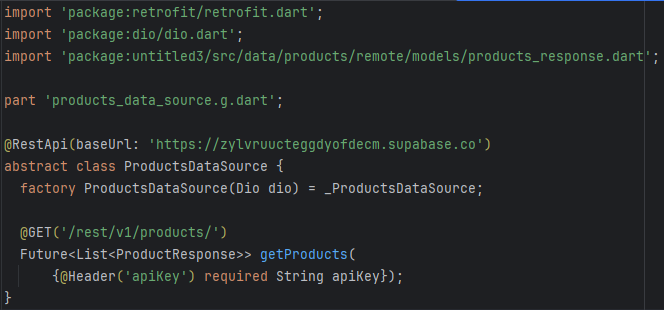 import 'package:retrofit/retrofit.dart';
import 'package:dio/dio.dart';
import 'package:untitled3/src/data/products/remote/models/products_response.dart';
part 'products_data_source.g.dart';
@RestApi(baseUrl: 'https://zylvruucteggdyofdecm.supabase.co')
abstract class ProductsDataSource {
factory ProductsDataSource(Dio dio) = _ProductsDataSource;
@GET('/rest/v1/products/')
Future<List<ProductResponse>> getProducts(
{@Header('apiKey') required String apiKey});
}